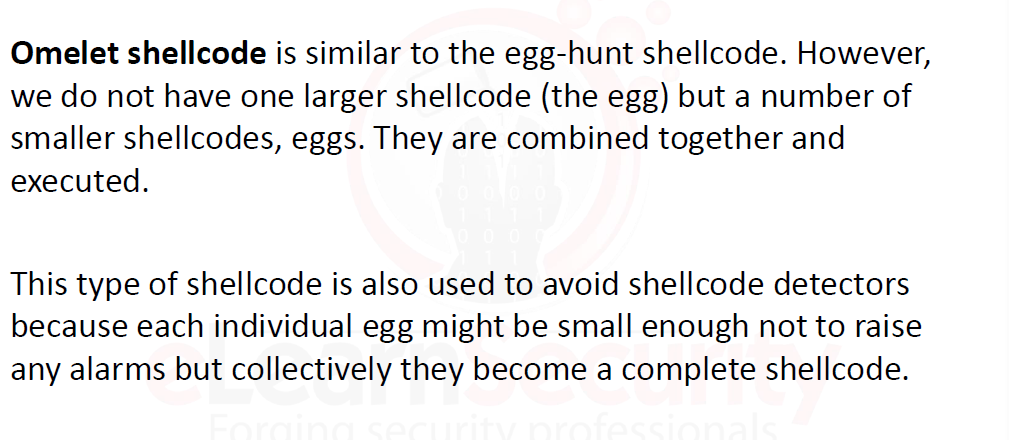 Omelet shellcode is similar to the egg-hunt shellcode. However,
we do not have one larger shellcode (the egg) but a number of
smaller shellcodes, eggs. They are combined together and
executed.
This type of shellcode is also used to avoid shellcode detectors
because each individual egg might be small enough not to raise
any alarms but collectively they become a complete shellcode.
eLearnSecurity
Forging security professionals